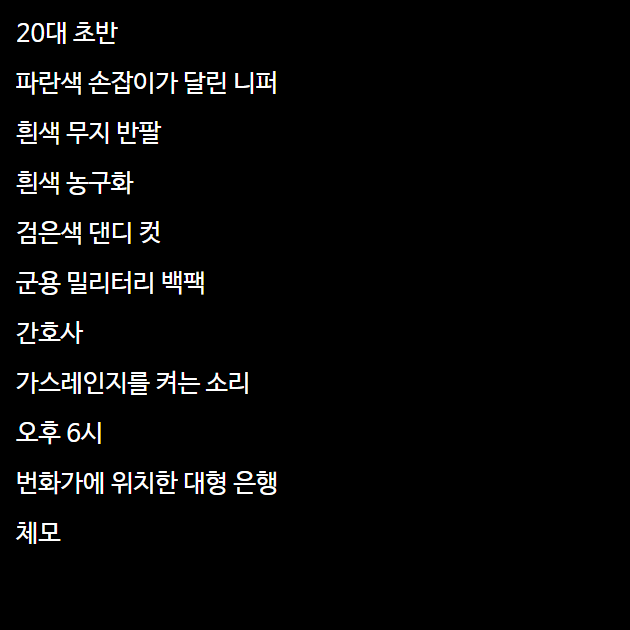 20대 초반
파란색 손잡이가 달린 니퍼
흰색 무지 반팔
흰색 농구화
검은색 댄디 컷
군용 밀리터리 백팩
간호사
가스레인지를 켜는 소리
오후 6시
번화가에 위치한 대형 은행
체모